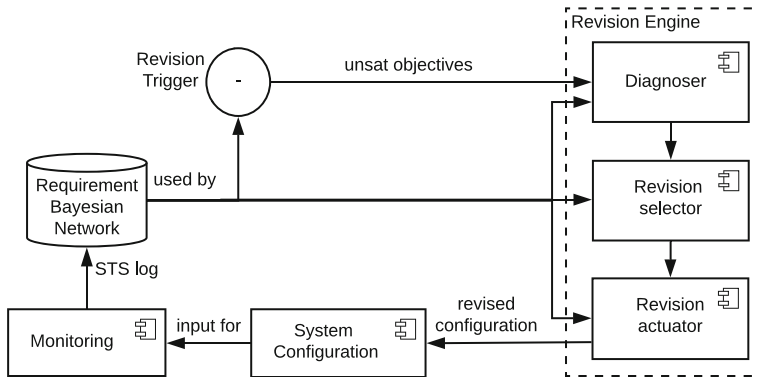 Revision Engine
Revision
Trigger
-
unsat objectives
Diagnoser
Requirement
Bayesian
Network
used by
Revision
selector
STS log
Monitoring
input for
System
Configuration
revised
configuration
Revision
actuator